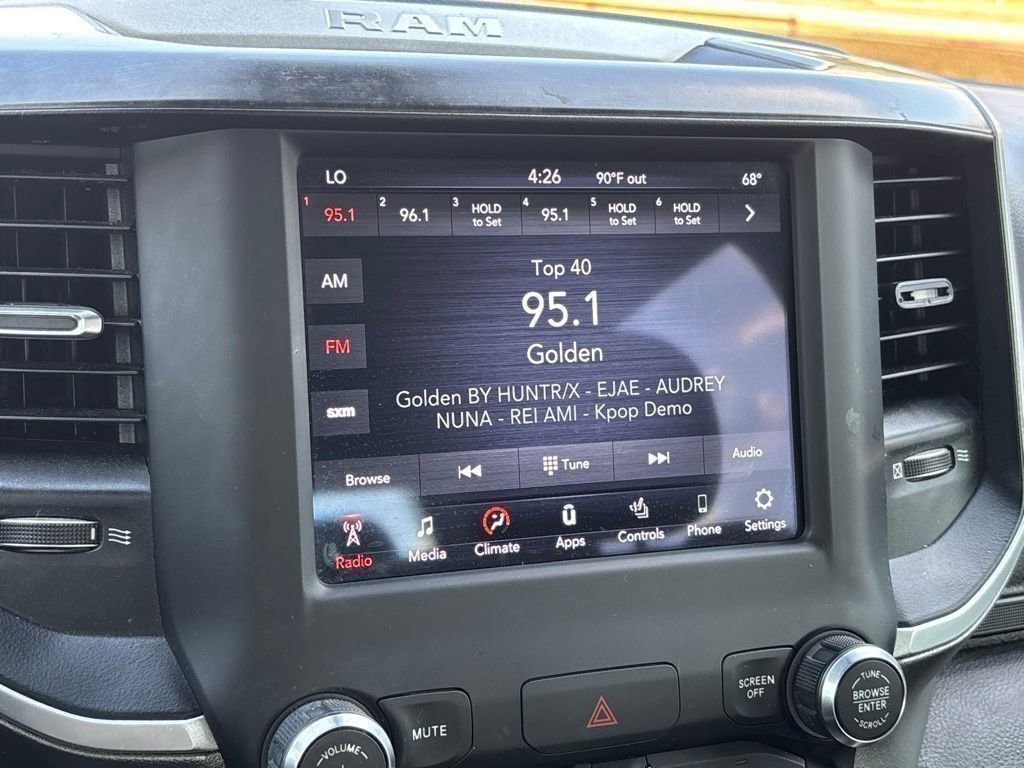 RAM
LO 4:26 90°F out 68°
1 95.1 2 96.1 3 HOLD to Set 4 95.1 5 HOLD to Set 6 HOLD to Set
AM
Top 40
95.1
FM
Golden
sxm
Golden BY HUNTR/X - EJAE - AUDREY
NUNA - REI AMI - Kpop Demo
Browse Tune Audio
Radio Media Climate Apps Controls Phone Settings
VOLUME
MUTE
SCREEN
OFF
TUNE
BROWSE
ENTER
SCROLL